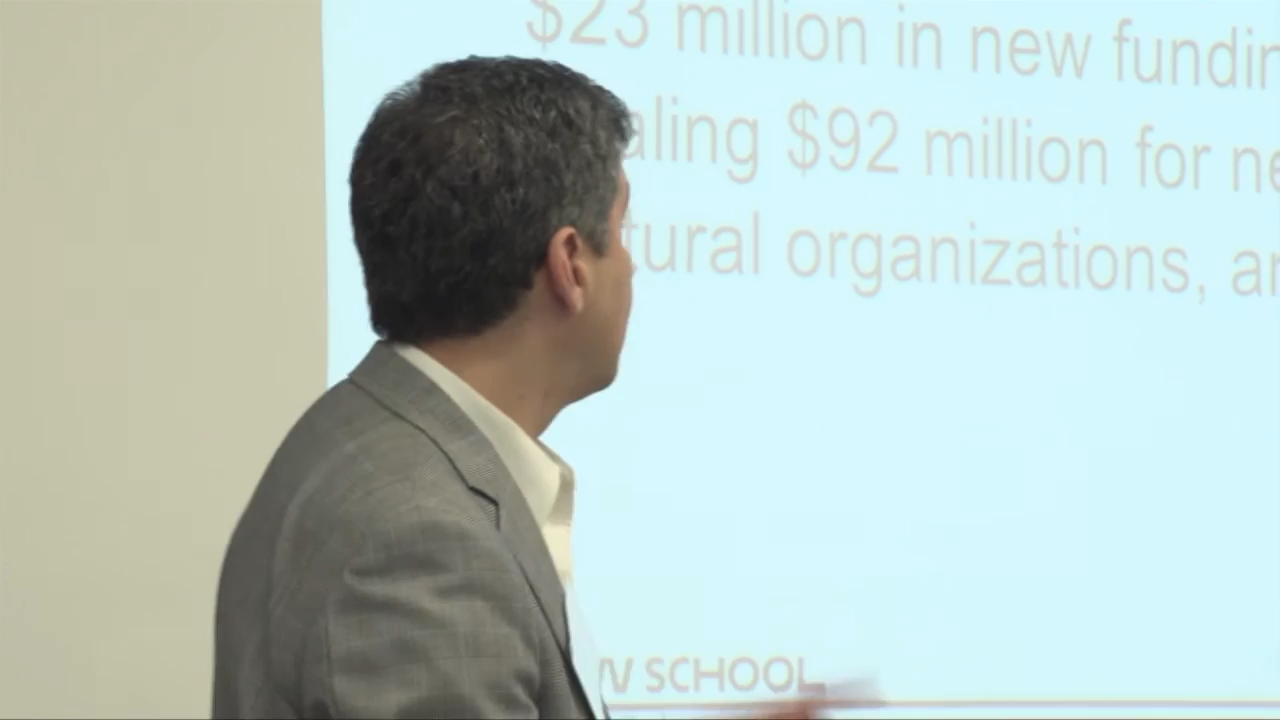 $23 million in new fundin
aling $92 million for ne
tural organizations, ar
W SCHOOL